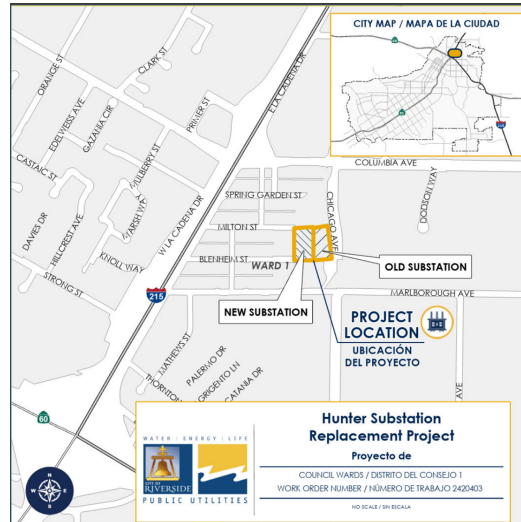 CITY MAP / MAPA DE LA CIUDAD
ORANGE ST
CLARK ST
E LA CADENA DR
EDELWEISS AVE
GAZANIA CIR
PRIMER ST
CASTAIC ST
MULBERRY ST
COLUMBIA AVE
SPRING GARDEN ST
CHICAGO AVE
DODSON WAY
DAVIES DR
HILLCREST AVE
MARSH WA
W LA CADENA DR
MILTON ST
KNOLL WAY
BLENHEIM ST
WARD 1
OLD SUBSTATION
STRONG ST
215
MARLBOROUGH AVE
NEW SUBSTATION
PROJECT
LOCATION
UBICACIÓN
DEL PROYECTO
MATHEWS ST
PALERMO DR
THORNTON
GRIGENTO LN
CATANIA DR
AVE
60
Hunter Substation
Replacement Project
Proyecto de
COUNCIL WARDS / DISTRITO DEL CONSEJO 1
WORK ORDER NUMBER / NÚMERO DE TRABAJO 2420403
NO SCALE / SIN ESCALA
WATER | ENERGY | LIFE
CITY OF
RIVERSIDE
PUBLIC UTILITIES
N
W E
S